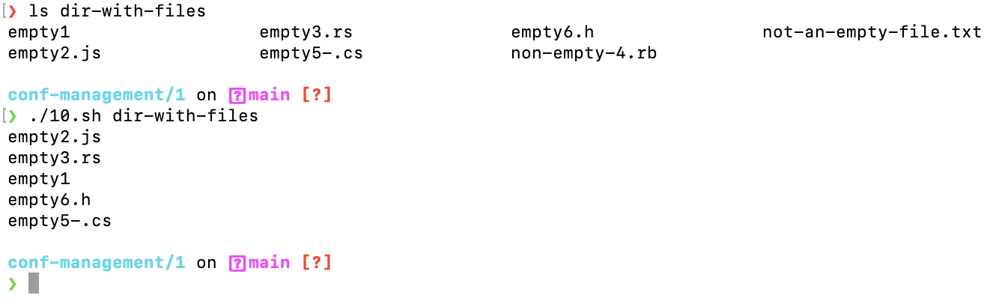 [❯ ls dir-with-files
empty1 empty3.rs empty6.h not-an-empty-file.txt
empty2.js empty5-.cs non-empty-4.rb
conf-management/1 on [?]main [?]
[❯ ./10.sh dir-with-files
empty2.js
empty3.rs
empty1
empty6.h
empty5-.cs
conf-management/1 on [?]main [?]
❯